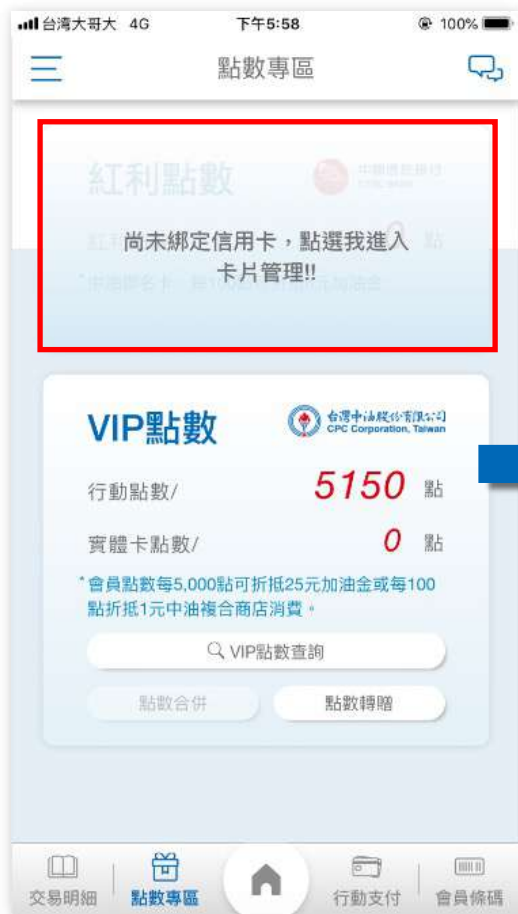 台灣大哥大 4G 下午5:58 100%
點數專區
紅利點數
尚未綁定信用卡，點選我進入
卡片管理!!
VIP點數
台灣中油股份有限公司
CPC Corporation, Taiwan
行動點數/ 5150 點
實體卡點數/ 0 點
*會員點數每5,000點可折抵25元加油金或每100
點折抵1元中油複合商店消費。
VIP點數查詢
點數合併 點數轉贈
交易明細 點數專區 行動支付 會員條碼